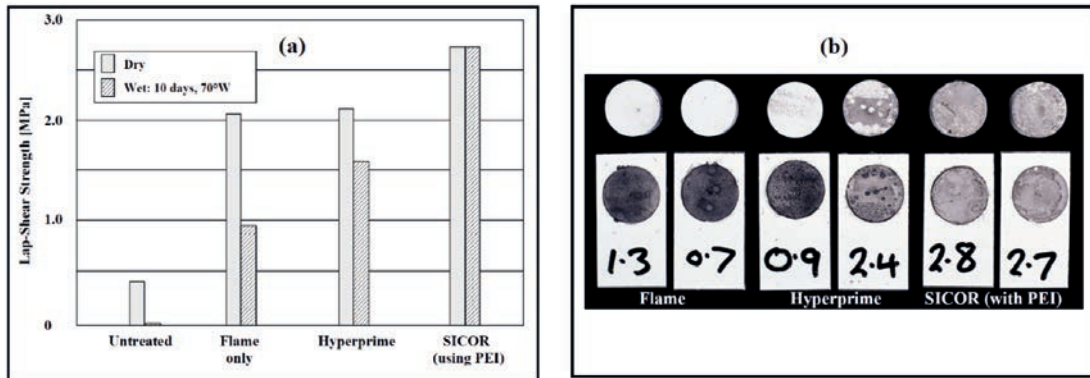 (a)
3.0
2.0
1.0
0
Lap-Shear Strength [MPa]
Dry
Wet: 10 days, 70°W
Untreated
Flame
only
Hyperprime
SICOR
(using PEI)
(b)
1.3 0.7 0.9 2.4 2.8 2.7
Flame Hyperprime SICOR (with PEI)